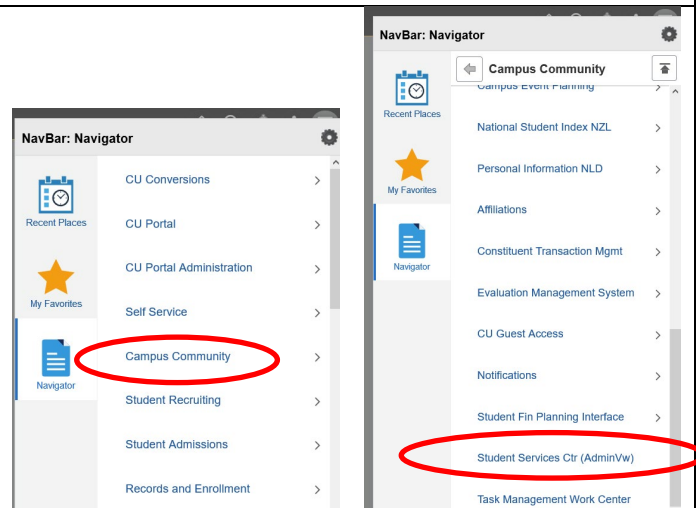 NavBar: Navigator
Recent Places
My Favorites
Navigator
CU Conversions
CU Portal
CU Portal Administration
Self Service
Campus Community
Student Recruiting
Student Admissions
Records and Enrollment
NavBar: Navigator
Recent Places
My Favorites
Navigator
Campus Community
Campus Event Planning
National Student Index NZL
Personal Information NLD
Affiliations
Constituent Transaction Mgmt
Evaluation Management System
CU Guest Access
Notifications
Student Fin Planning Interface
Student Services Ctr (AdminVw)
Task Management Work Center